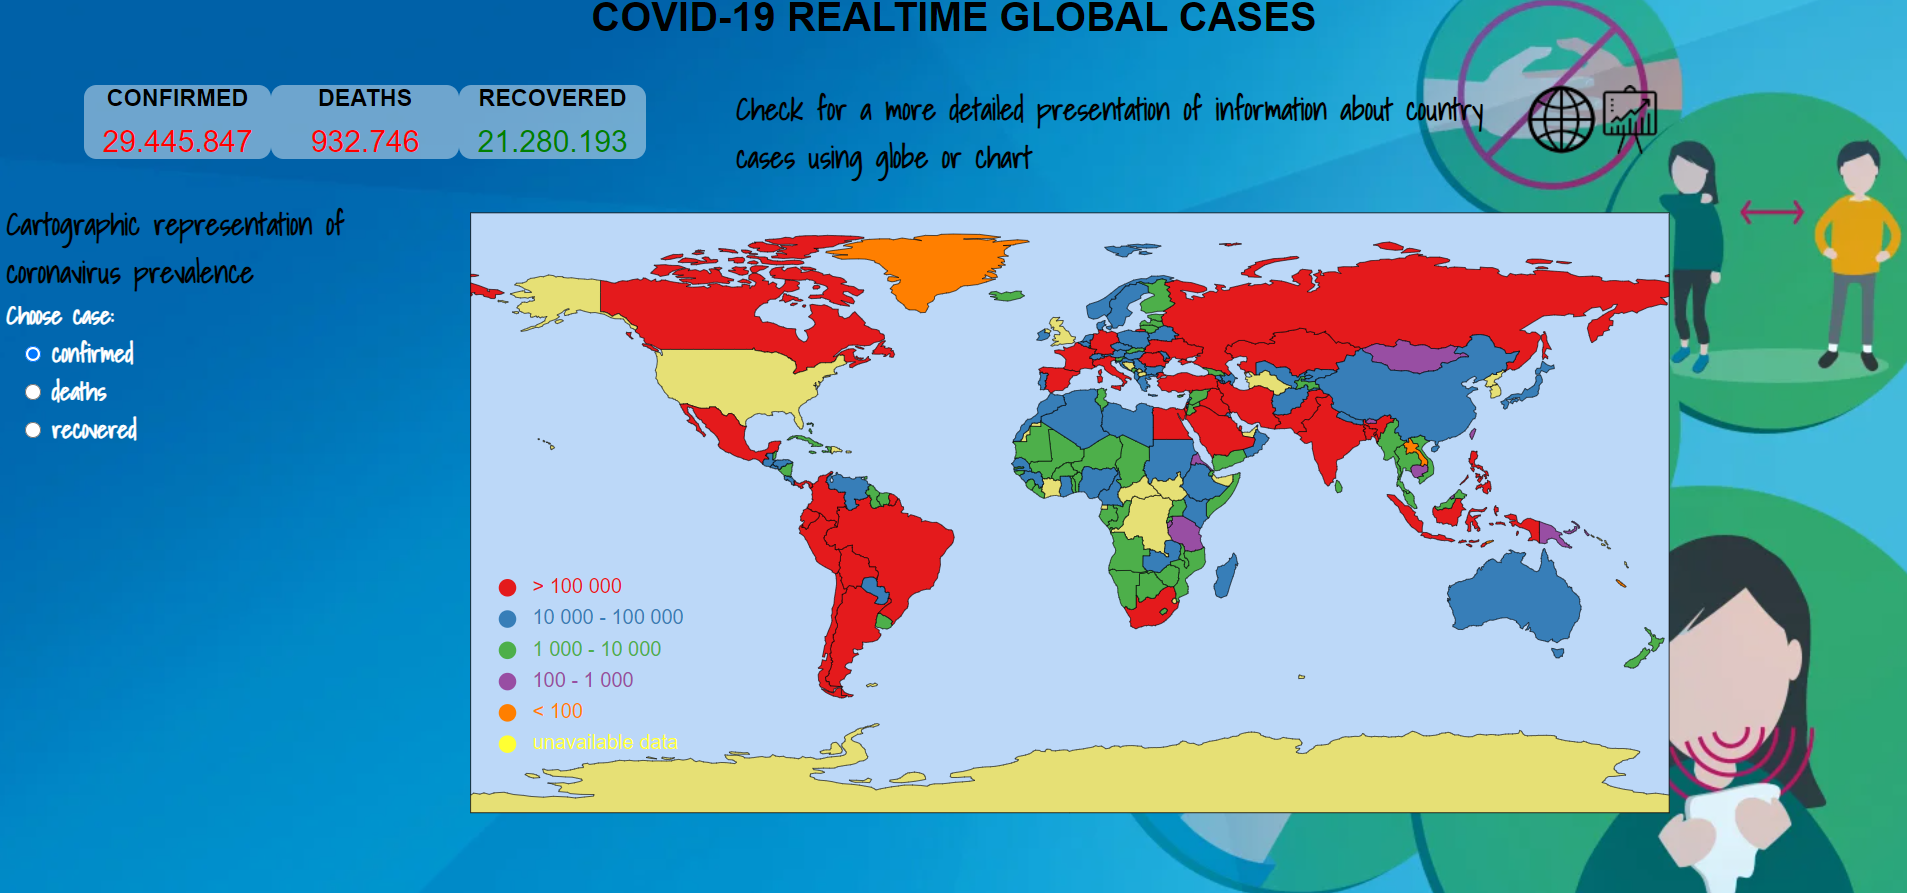 COVID-19 REALTIME GLOBAL CASES
CONFIRMED
29.445.847
DEATHS
932.746
RECOVERED
21.280.193
Check for a more detailed presentation of information about country
cases using globe or chart
Cartographic representation of
coronavirus prevalence
Choose case:
confirmed
deaths
recovered
> 100 000
10 000 - 100 000
1 000 - 10 000
100 - 1 000
< 100
unavailable data